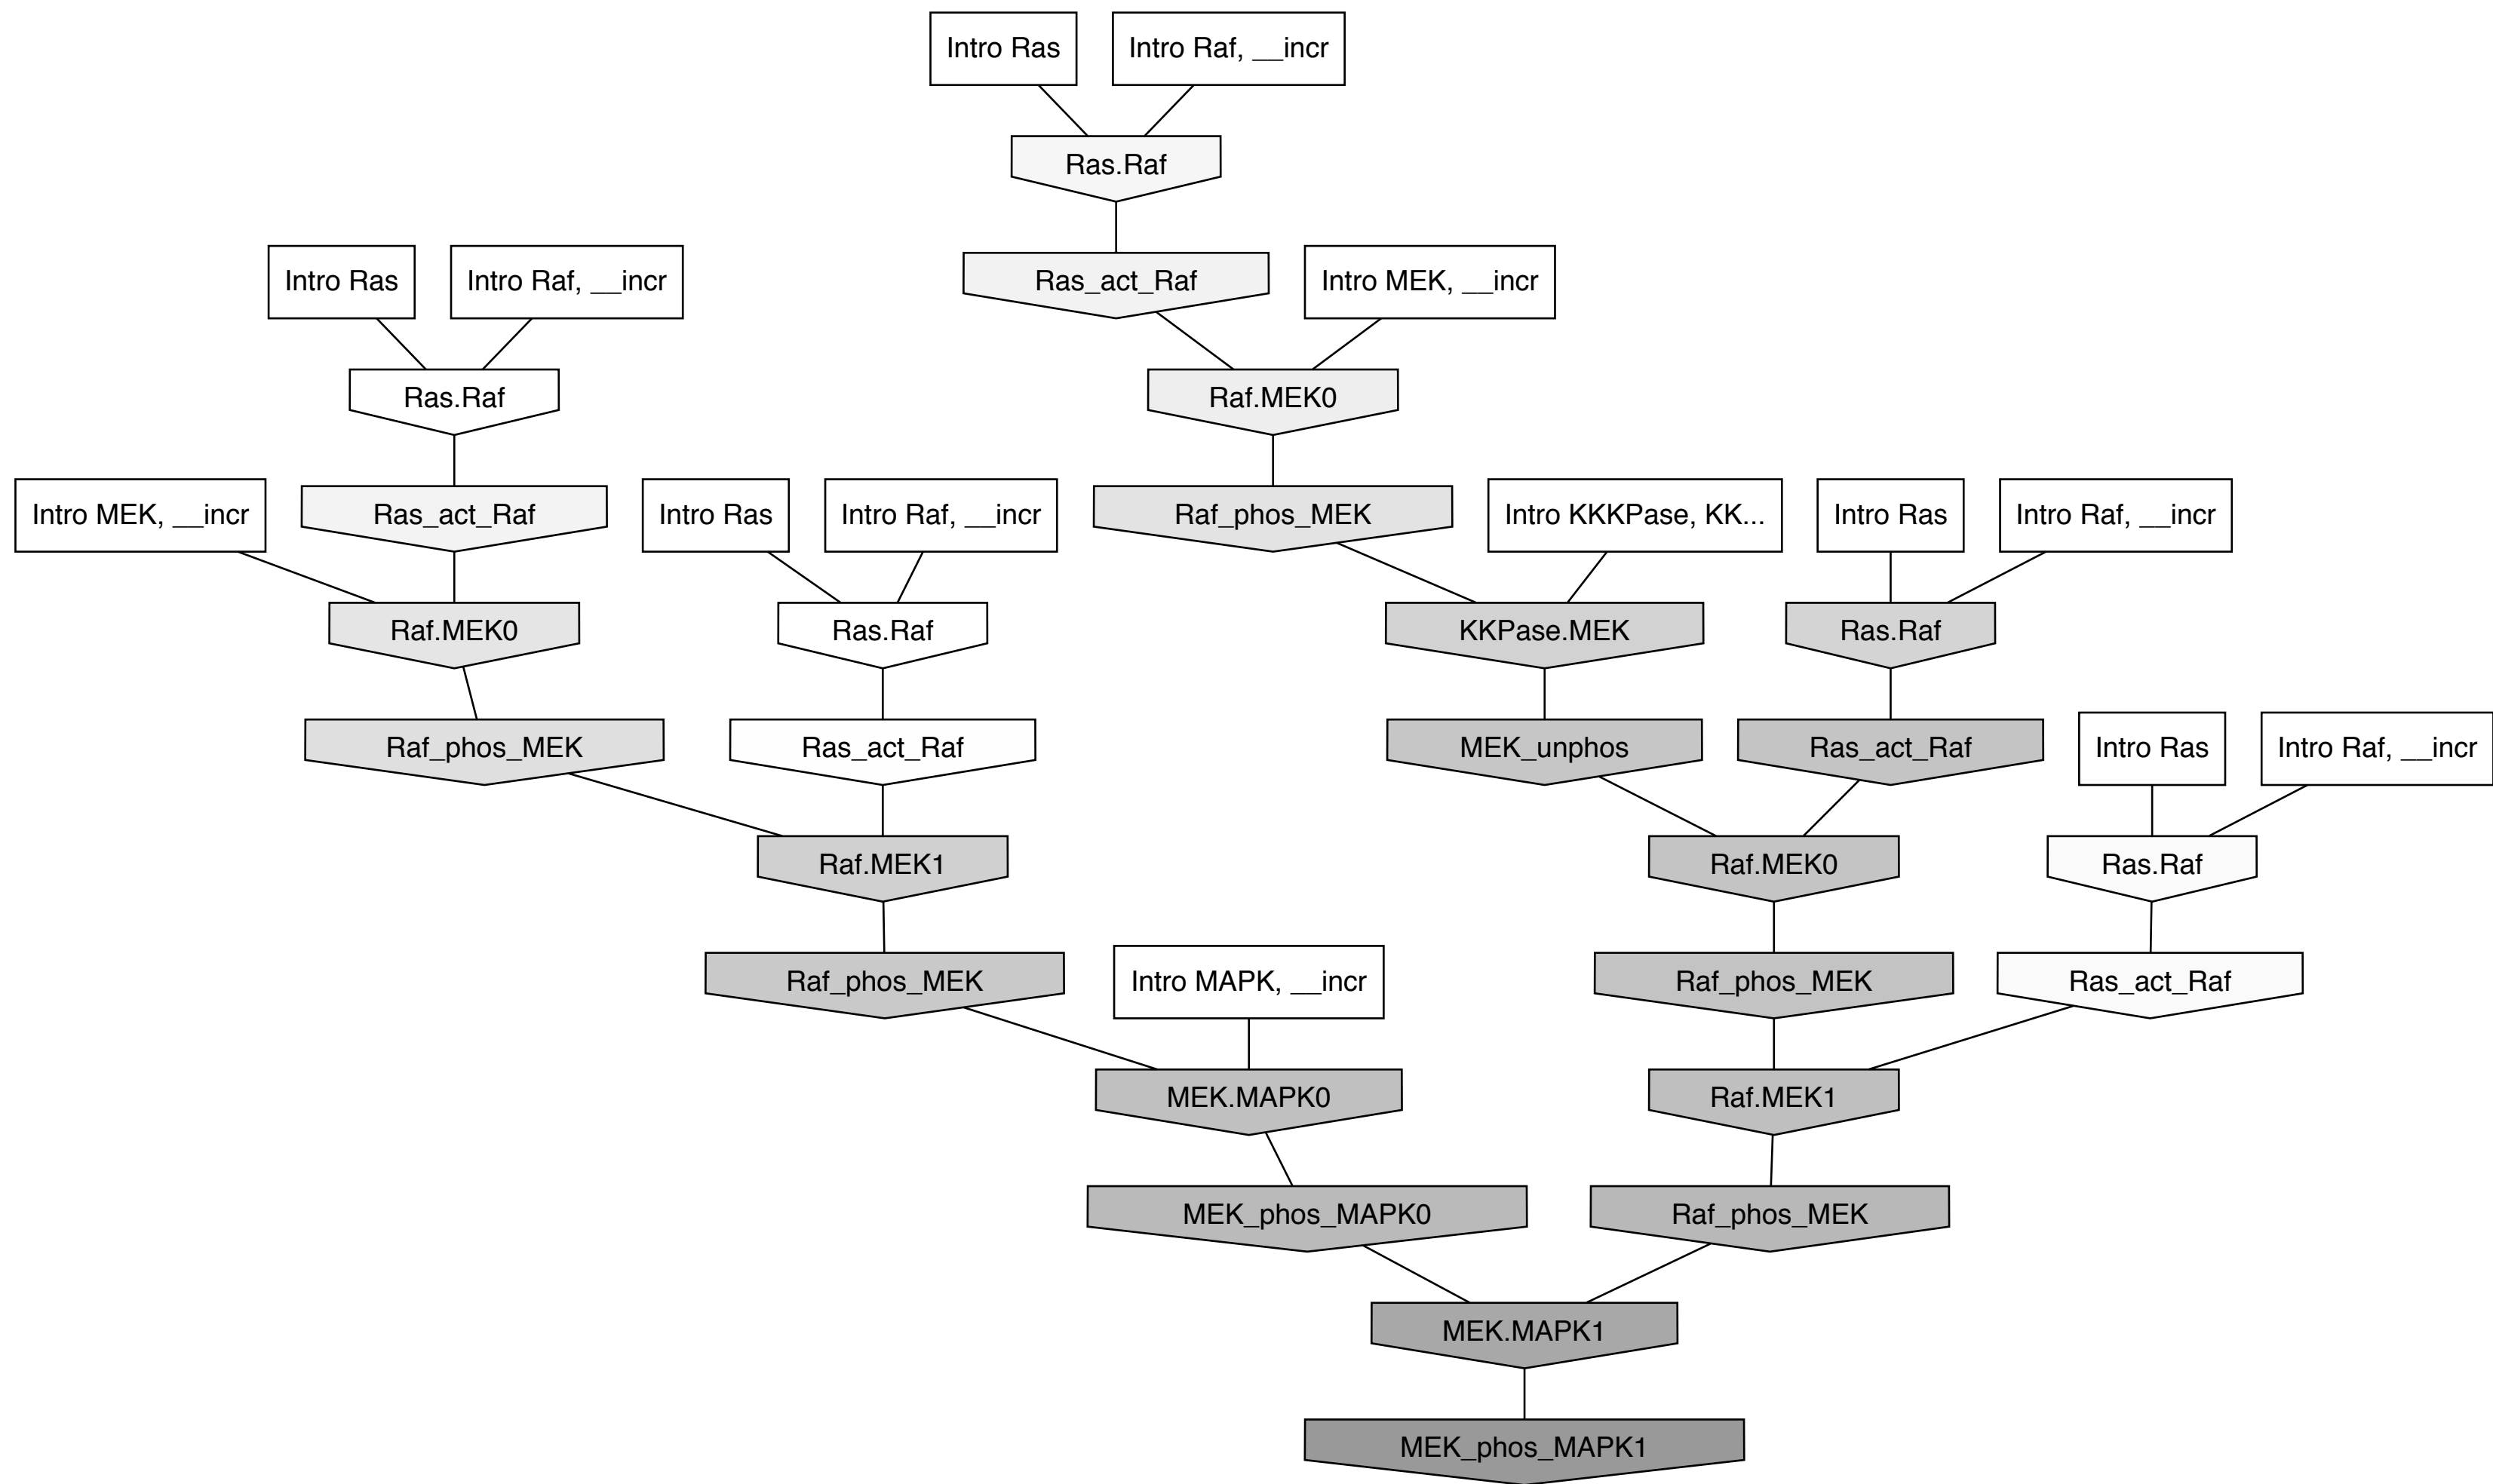 Intro Ras
Intro Raf, __incr
Ras.Raf
Intro Ras
Intro Raf, __incr
Ras_act_Raf
Intro MEK, __incr
Ras.Raf
Raf.MEK0
Intro MEK, __incr
Ras_act_Raf
Intro Ras
Intro Raf, __incr
Raf_phos_MEK
Intro KKKPase, KK...
Intro Ras
Intro Raf, __incr
Raf.MEK0
Ras.Raf
KKPase.MEK
Ras.Raf
Raf_phos_MEK
Ras_act_Raf
MEK_unphos
Ras_act_Raf
Intro Ras
Intro Raf, __incr
Raf.MEK1
Raf.MEK0
Ras.Raf
Raf_phos_MEK
Intro MAPK, __incr
Raf_phos_MEK
Ras_act_Raf
MEK.MAPK0
Raf.MEK1
MEK_phos_MAPK0
Raf_phos_MEK
MEK.MAPK1
MEK_phos_MAPK1